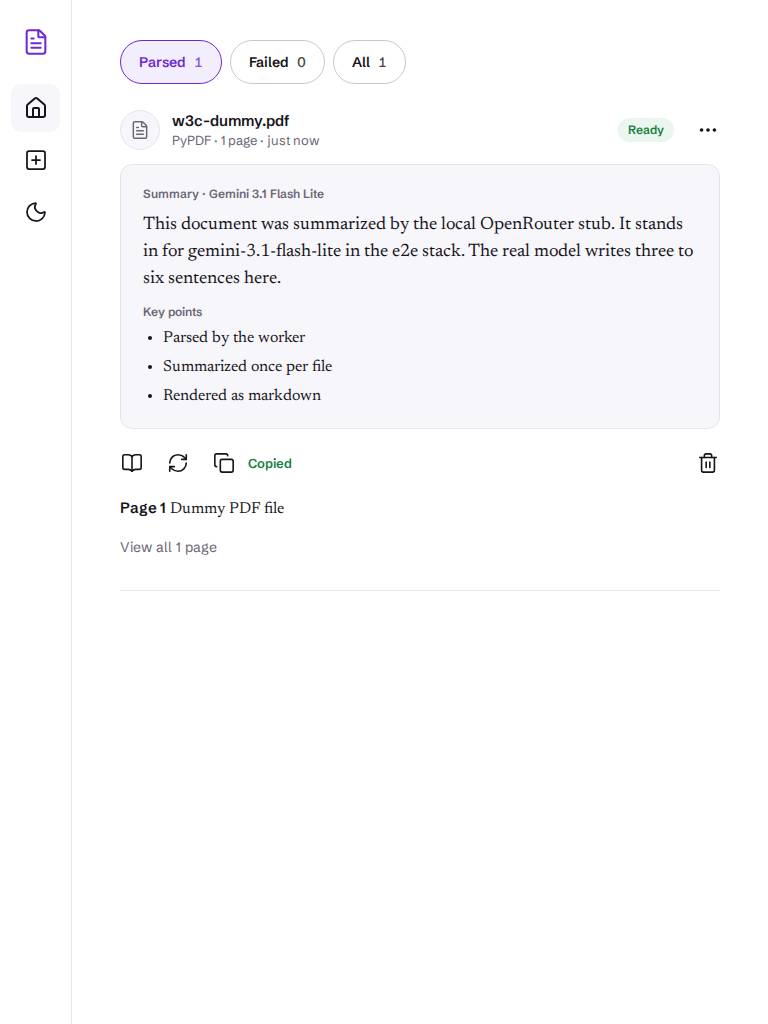 Parsed 1 Failed 0 All 1
w3c-dummy.pdf
PyPDF · 1 page · just now
Ready
Summary · Gemini 3.1 Flash Lite
This document was summarized by the local OpenRouter stub. It stands
in for gemini-3.1-flash-lite in the e2e stack. The real model writes three to
six sentences here.
Key points
• Parsed by the worker
• Summarized once per file
• Rendered as markdown
Copied
Page 1 Dummy PDF file
View all 1 page